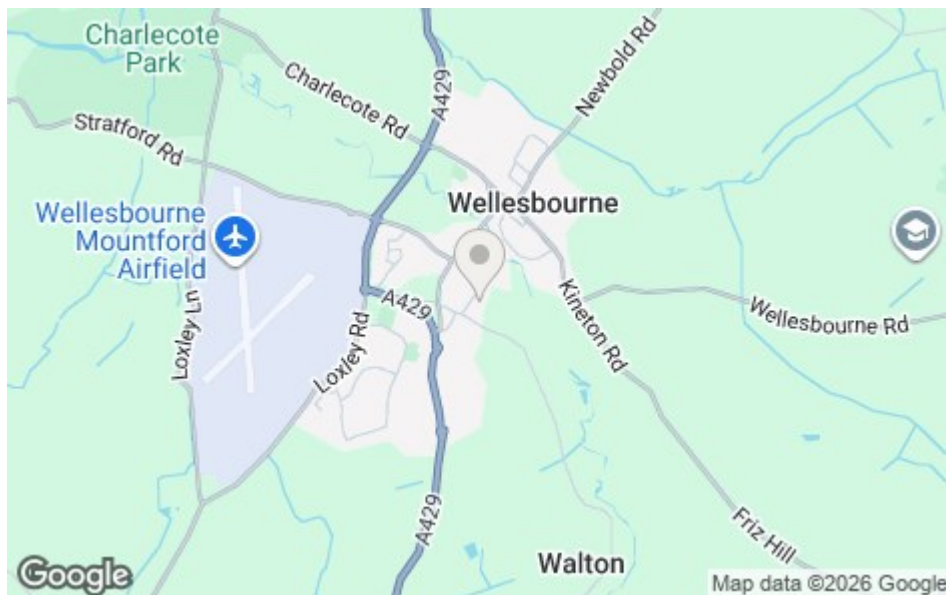 Charlecote
Park
Charlecote Rd
A429
Newbold Rd
Stratford Rd
Wellesbourne
Wellesbourne
Mountford
Airfield
A429
Kineton Rd
Wellesbourne Rd
Loxley Ln
Loxley Rd
A429
Friz Hill
Walton
Google
Map data ©2026 Google